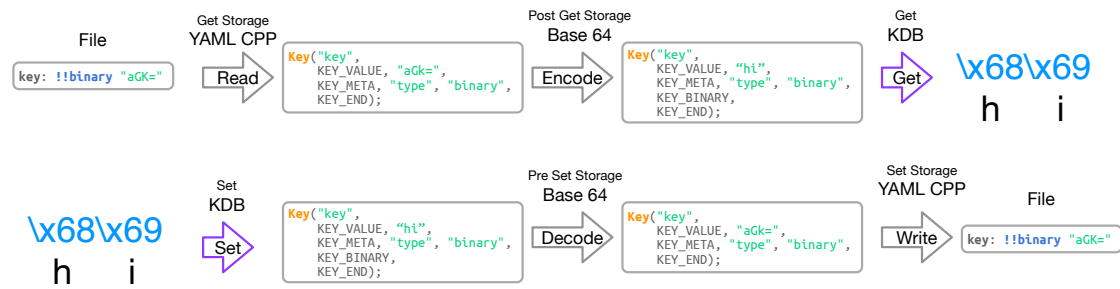 File
key: !!binary "aGK="
Get Storage
YAML CPP
Read
Key("key",
KEY_VALUE, "aGk=",
KEY_META, "type", "binary",
KEY_END);
Post Get Storage
Base 64
Encode
Key("key",
KEY_VALUE, “hi”,
KEY_META, "type", "binary",
KEY_BINARY,
KEY_END);
Get
KDB
Get
\x68\x69
h i
\x68\x69
h i
Set
KDB
Set
Key("key",
KEY_VALUE, “hi”,
KEY_META, "type", "binary",
KEY_BINARY,
KEY_END);
Pre Set Storage
Base 64
Decode
Key("key",
KEY_VALUE, "aGk=",
KEY_META, "type", "binary",
KEY_END);
Set Storage
YAML CPP
Write
File
key: !!binary "aGK="